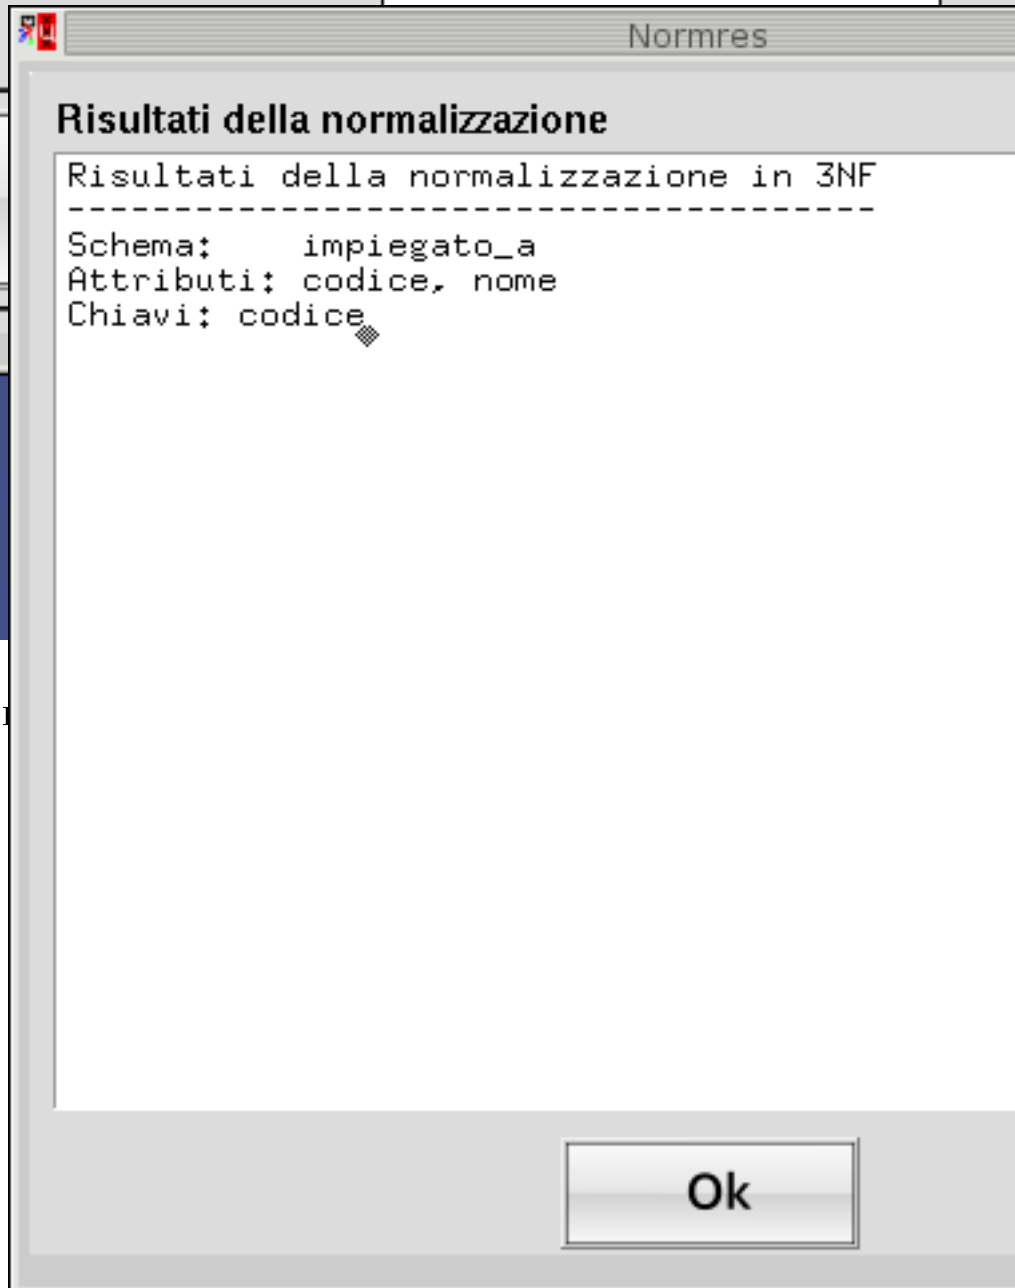 Normres
Risultati della normalizzazione
Risultati della normalizzazione in 3NF
--------------------------------------
Schema:    impiegato_a
Attributi: codice, nome
Chiavi: codice
Ok